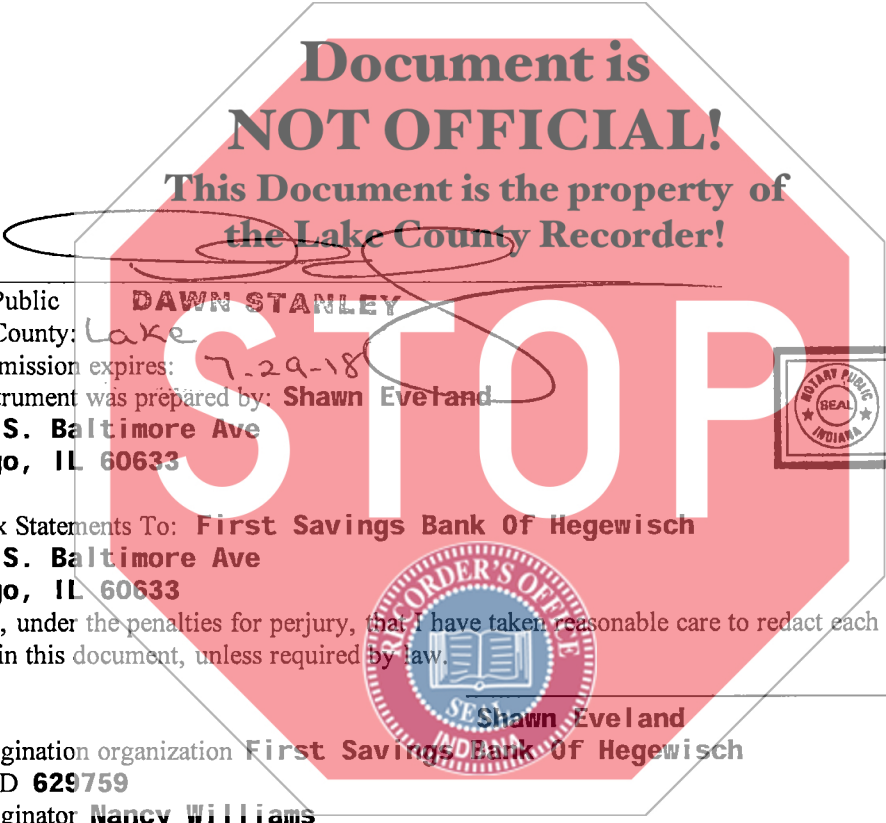 Document is
NOT OFFICIAL!
This Document is the property of
the Lake County Recorder!
Public DAWN STANLEY
County: Lake
mission expires: 7-29-18
trument was prepared by: Shawn Eveland
S. Baltimore Ave
go, IL 60633
STOP
NOTARY PUBLIC
SEAL
INDIANA
x Statements To: First Savings Bank Of Hegewisch
S. Baltimore Ave
go, IL 60633
, under the penalties for perjury, that I have taken reasonable care to redact each
in this document, unless required by law.
RECORDER'S OFFICE
SEAL
INDIANA
Shawn Eveland
gination organization First Savings Bank Of Hegewisch
D 629759
ginator Nancy Williams